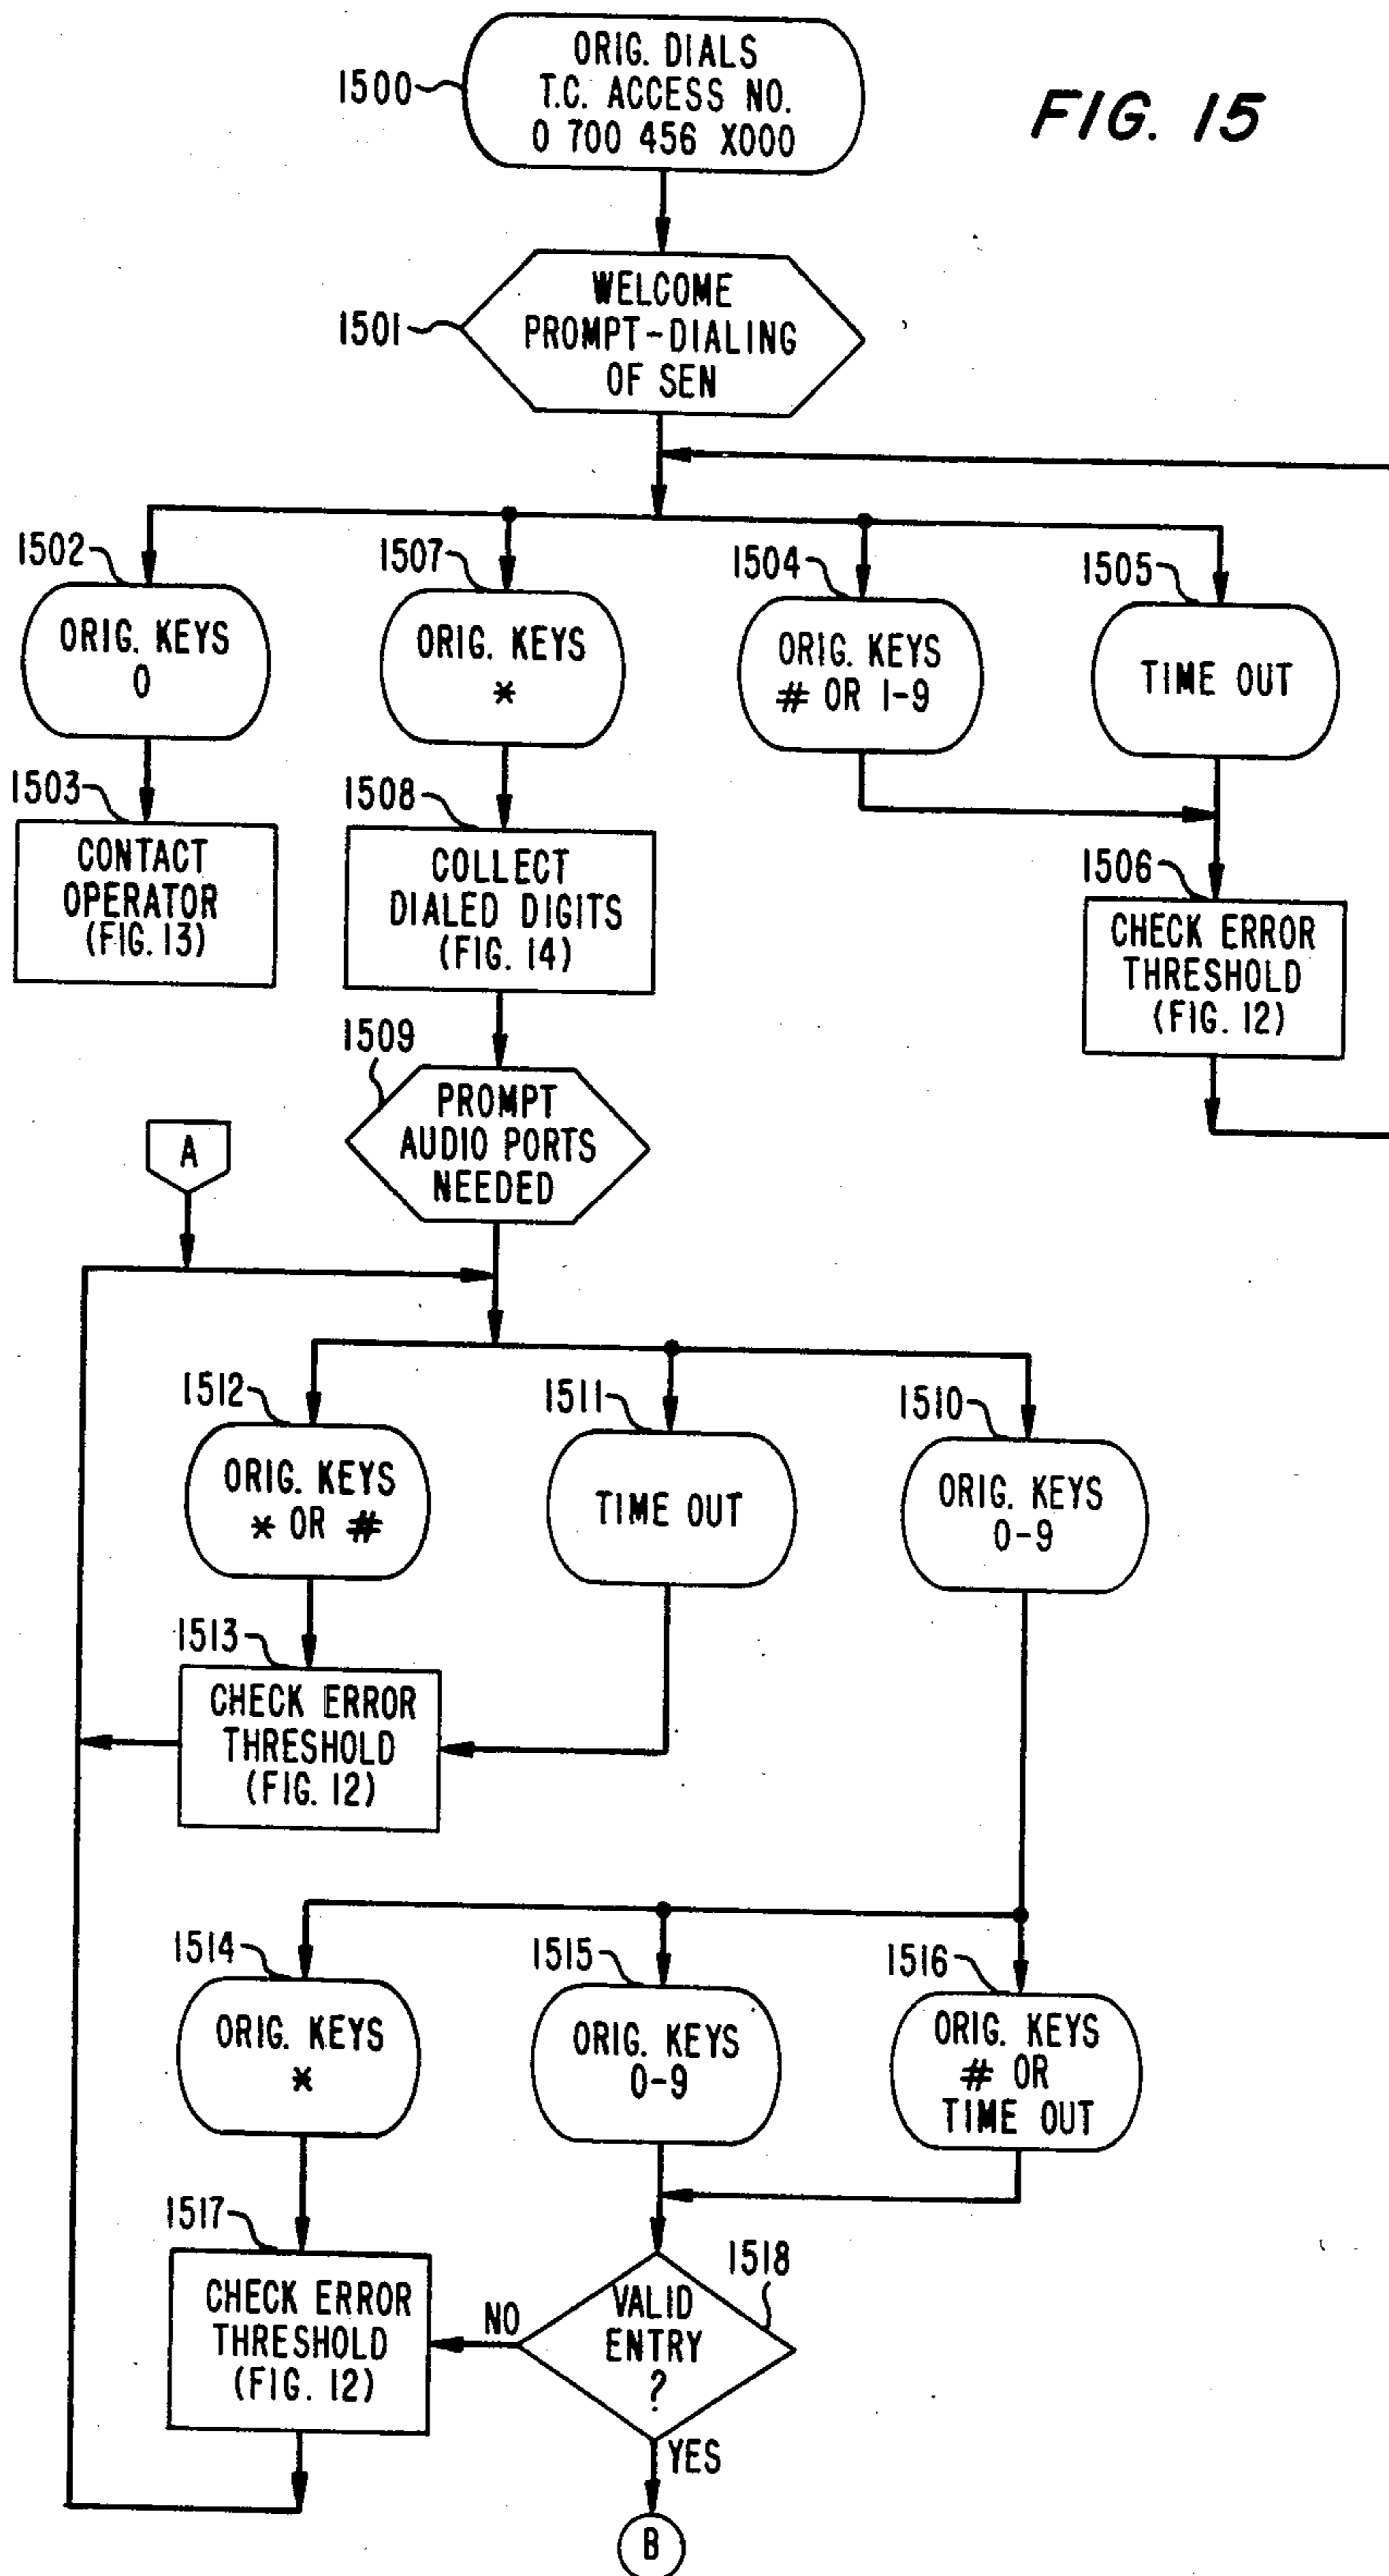 FIG. 15
1500
ORIG. DIALS
T.C. ACCESS NO.
0 700 456 X000
1501
WELCOME
PROMPT-DIALING
OF SEN
1502
ORIG. KEYS
0
1507
ORIG. KEYS
*
1504
ORIG. KEYS
# OR 1-9
1505
TIME OUT
1503
CONTACT
OPERATOR
(FIG. 13)
1508
COLLECT
DIALED DIGITS
(FIG. 14)
1506
CHECK ERROR
THRESHOLD
(FIG. 12)
1509
PROMPT
AUDIO PORTS
NEEDED
A
1512
ORIG. KEYS
* OR #
1511
TIME OUT
1510
ORIG. KEYS
0-9
1513
CHECK ERROR
THRESHOLD
(FIG. 12)
1514
ORIG. KEYS
*
1515
ORIG. KEYS
0-9
1516
ORIG. KEYS
# OR
TIME OUT
1517
CHECK ERROR
THRESHOLD
(FIG. 12)
NO
1518
VALID
ENTRY
?
YES
B